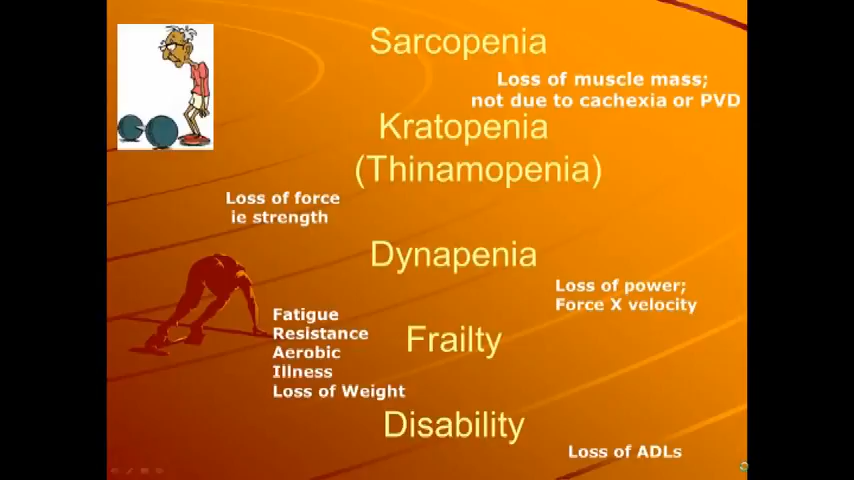 Sarcopenia
Loss of muscle mass;
not due to cachexia or PVD
Kratopenia
(Thinamopenia)
Loss of force
ie strength
Dynapenia
Loss of power;
Force X velocity
Fatigue
Resistance
Aerobic
Illness
Loss of Weight
Frailty
Disability
Loss of ADLs